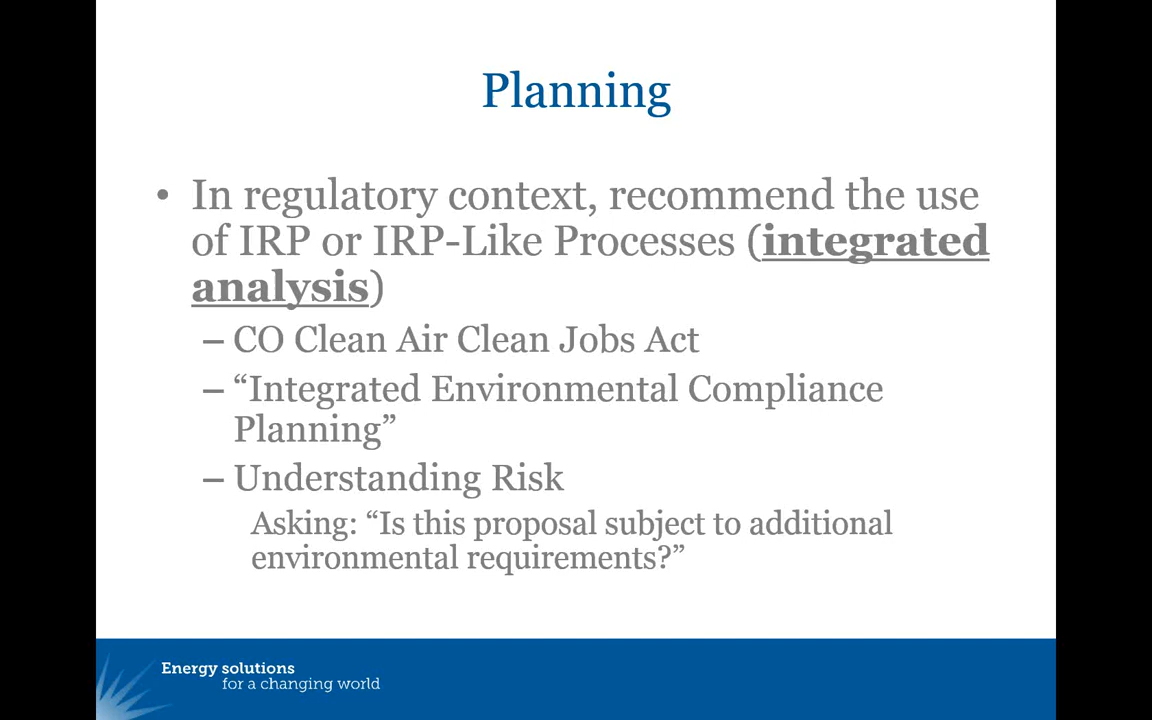 Planning
• In regulatory context, recommend the use
of IRP or IRP-Like Processes (integrated
analysis)
– CO Clean Air Clean Jobs Act
– “Integrated Environmental Compliance
Planning”
– Understanding Risk
Asking: “Is this proposal subject to additional
environmental requirements?”
Energy solutions
for a changing world